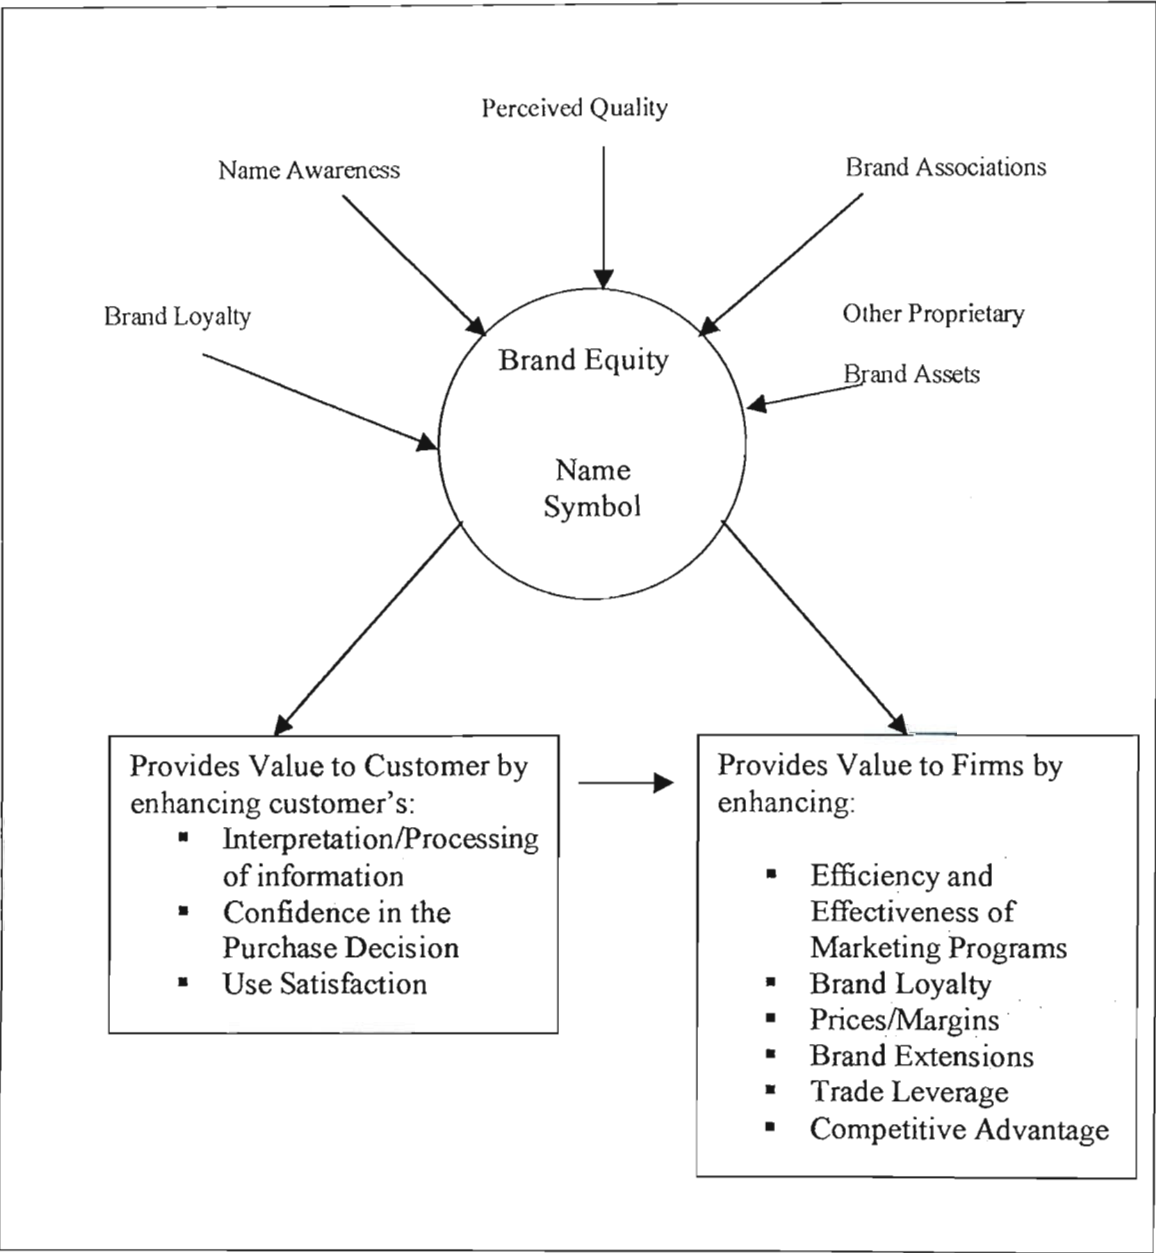 Perceived Quality
Name Awareness
Brand Associations
Brand Loyalty
Other Proprietary
Brand Assets
Brand Equity
Name
Symbol
Provides Value to Customer by
enhancing customer's:
▪ Interpretation/Processing
of information
▪ Confidence in the
Purchase Decision
▪ Use Satisfaction
Provides Value to Firms by
enhancing:
▪ Efficiency and
Effectiveness of
Marketing Programs
▪ Brand Loyalty
▪ Prices/Margins
▪ Brand Extensions
▪ Trade Leverage
▪ Competitive Advantage